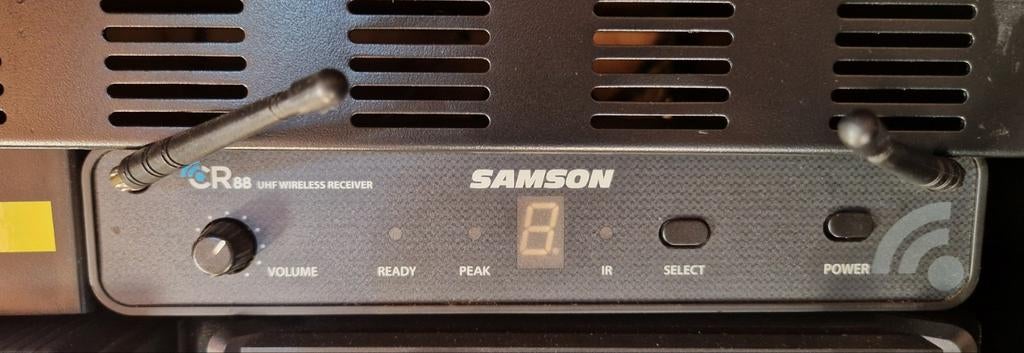 CR88 UHF WIRELESS RECEIVER
SAMSON
8.
VOLUME
READY
PEAK
IR
SELECT
POWER